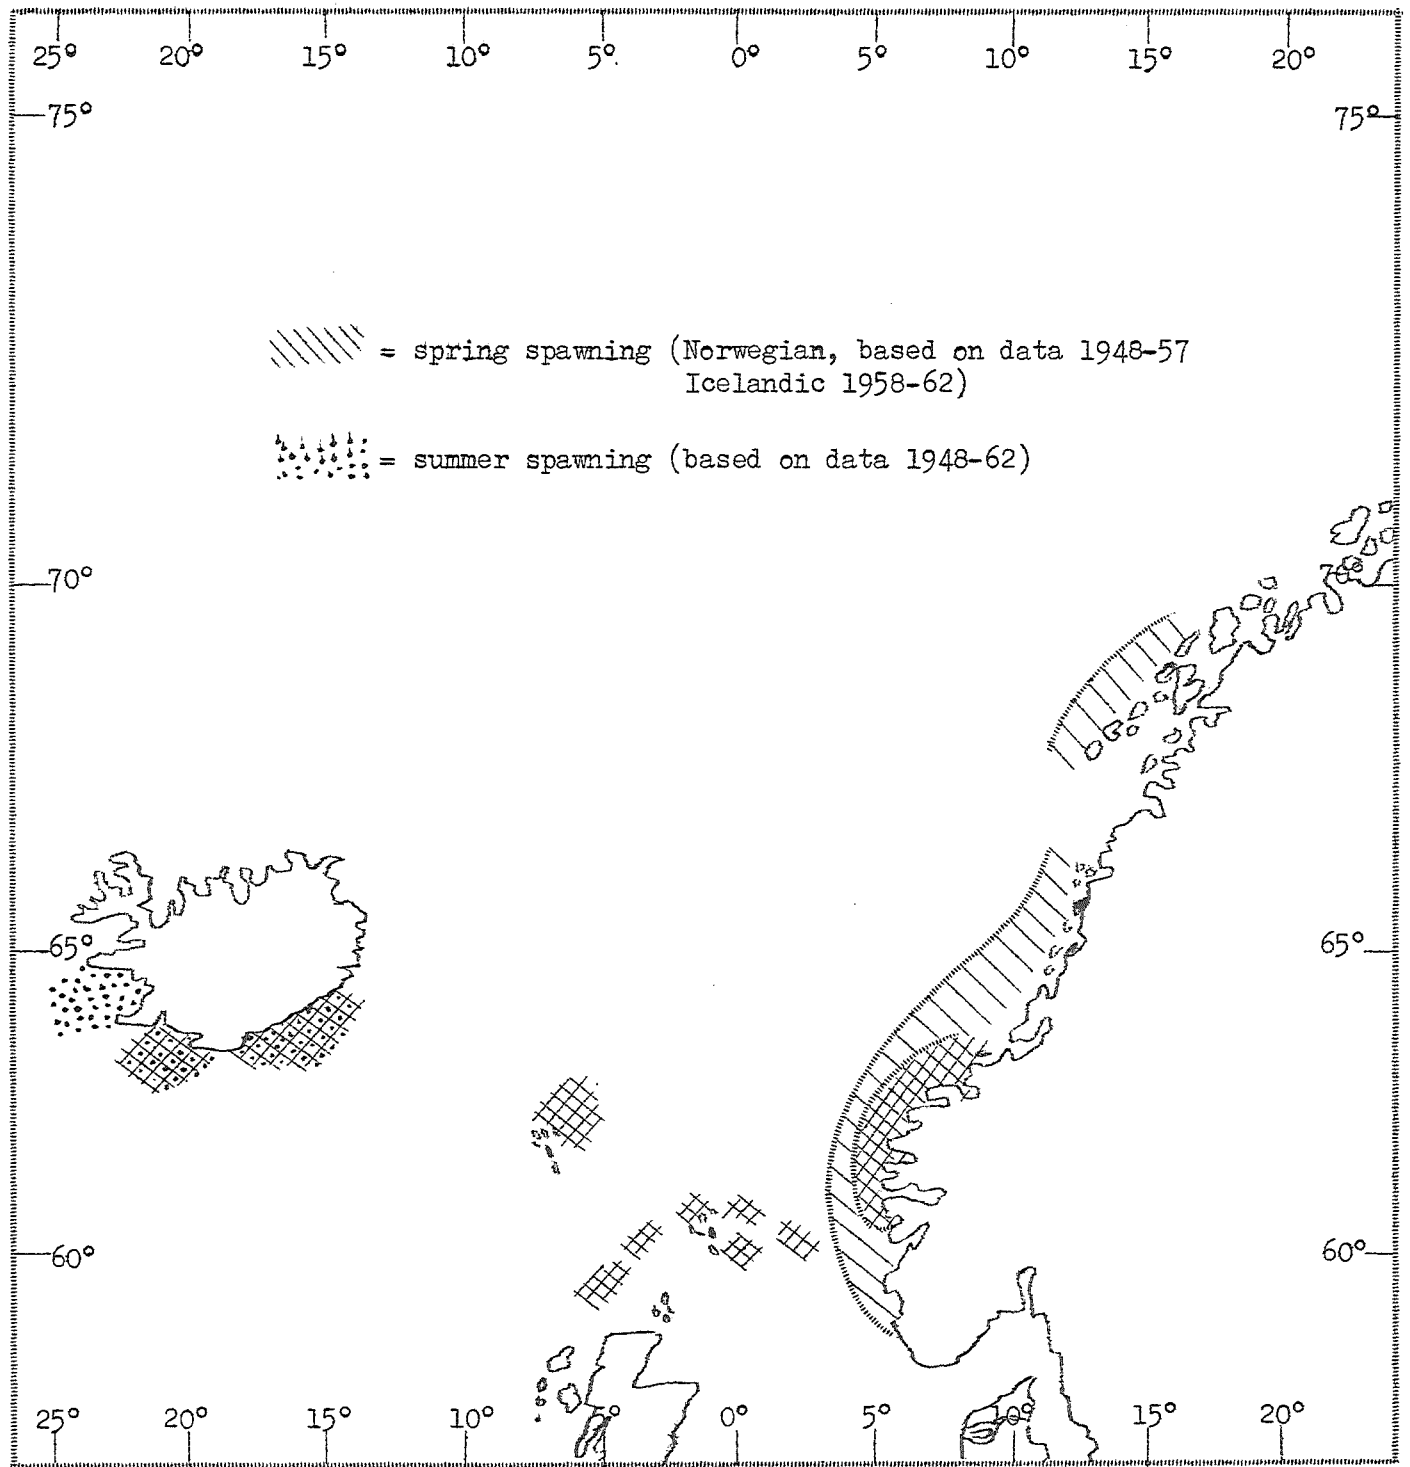 25° 20° 15° 10° 5° 0° 5° 10° 15° 20°
75° 75°
= spring spawning (Norwegian, based on data 1948-57
Icelandic 1958-62)
= summer spawning (based on data 1948-62)
70° 70°
65° 65°
60° 60°
25° 20° 15° 10° 5° 0° 5° 10° 15° 20°